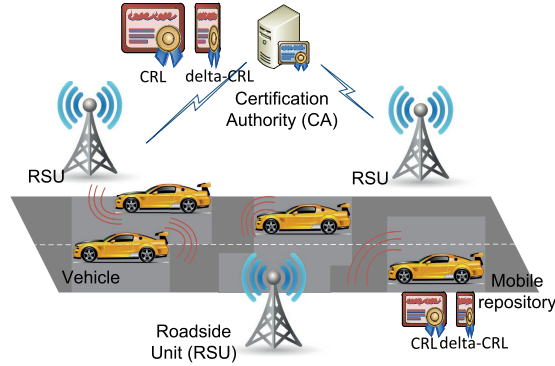 CRL delta-CRL
Certification
Authority (CA)
RSU
RSU
Vehicle
Mobile
repository
Roadside
Unit (RSU)
CRL delta-CRL